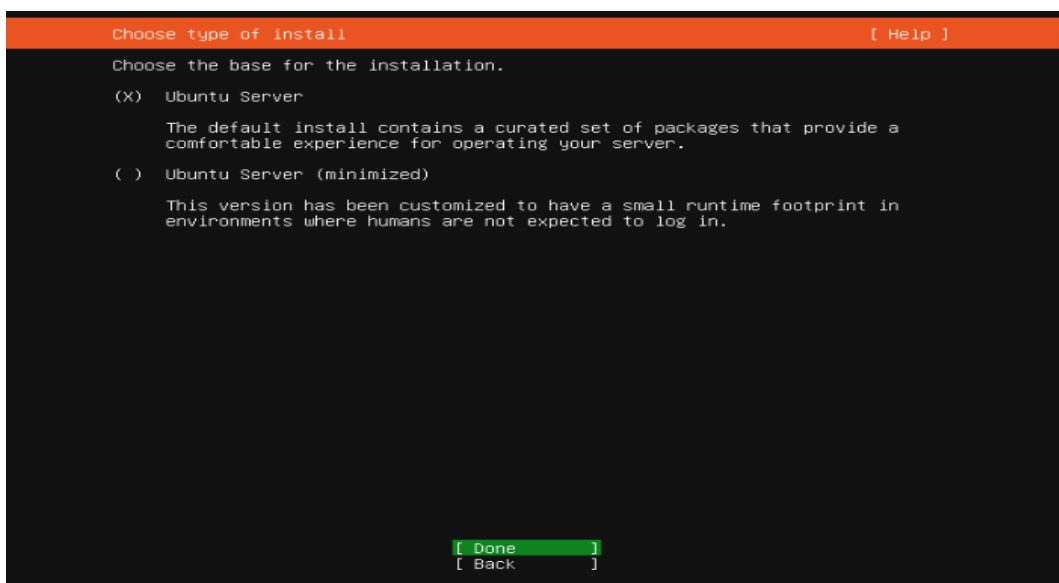 Choose type of install [ Help ]
Choose the base for the installation.
(X) Ubuntu Server
The default install contains a curated set of packages that provide a
comfortable experience for operating your server.
( ) Ubuntu Server (minimized)
This version has been customized to have a small runtime footprint in
environments where humans are not expected to log in.
[ Done ]
[ Back ]